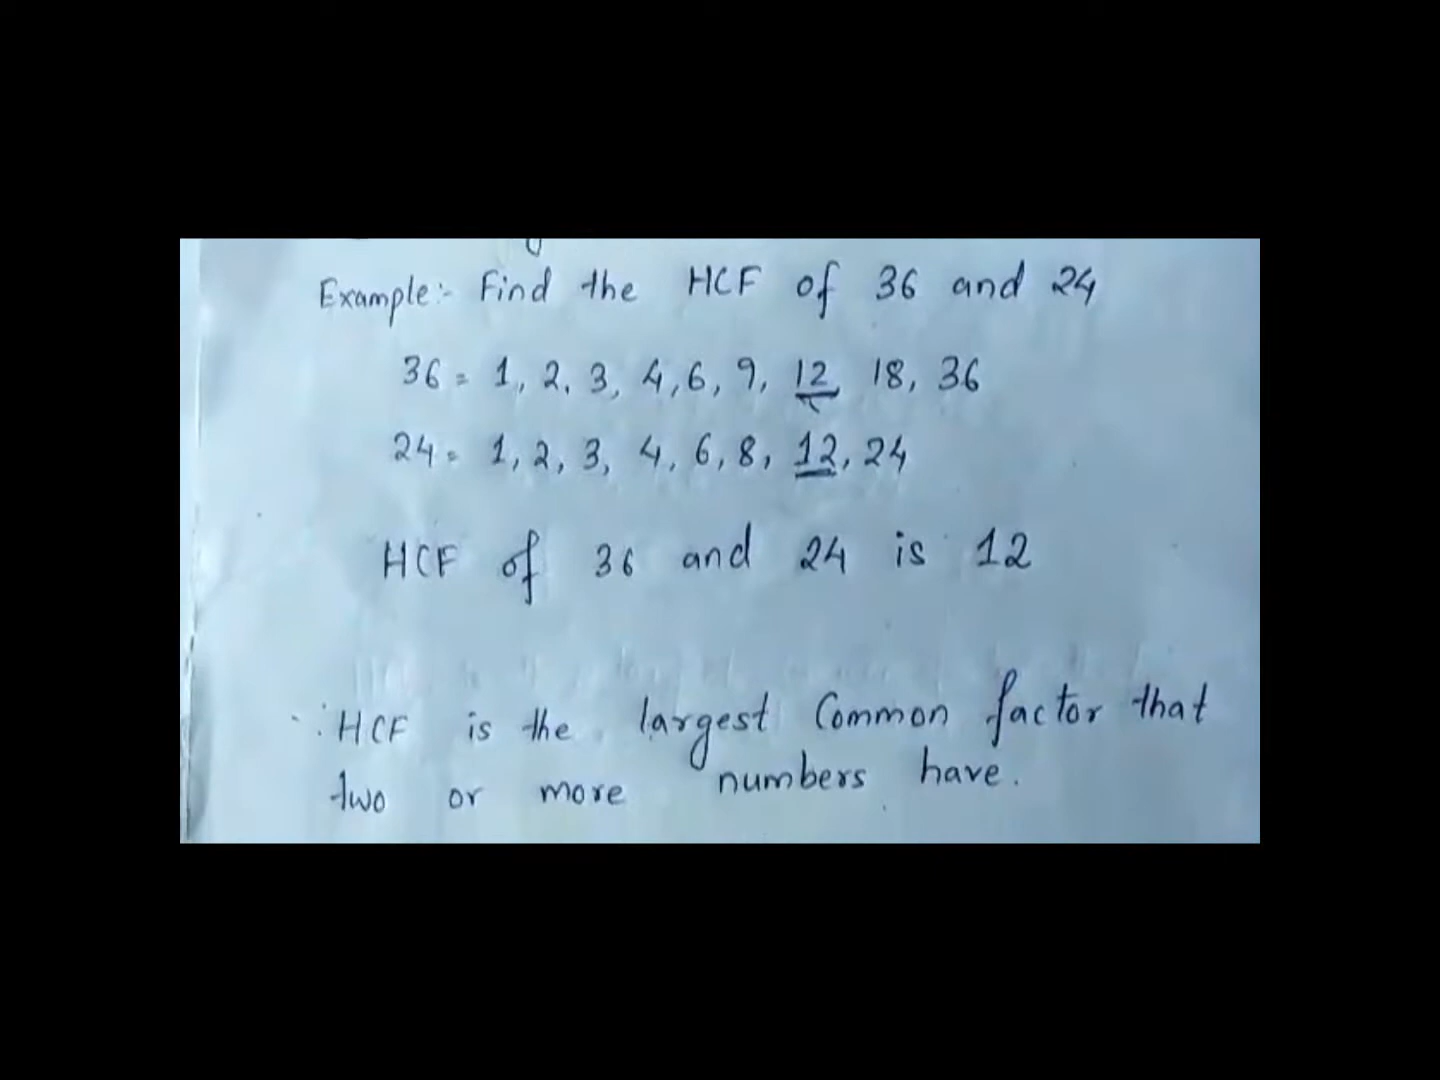 Example:- Find the HCF of 36 and 24
36 = 1, 2, 3, 4, 6, 9, 12, 18, 36
24 = 1, 2, 3, 4, 6, 8, 12, 24
HCF of 36 and 24 is 12
∴ HCF is the largest Common factor that
two or more numbers have.